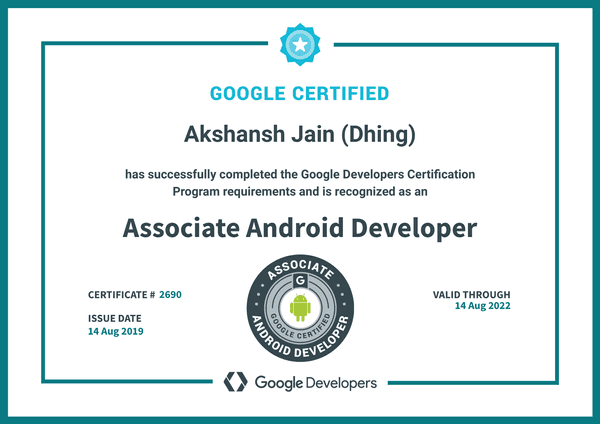 GOOGLE CERTIFIED
Akshansh Jain (Dhing)
has successfully completed the Google Developers Certification
Program requirements and is recognized as an
Associate Android Developer
CERTIFICATE # 2690
ISSUE DATE
14 Aug 2019
ASSOCIATE
G
GOOGLE CERTIFIED
ANDROID DEVELOPER
VALID THROUGH
14 Aug 2022
Google Developers